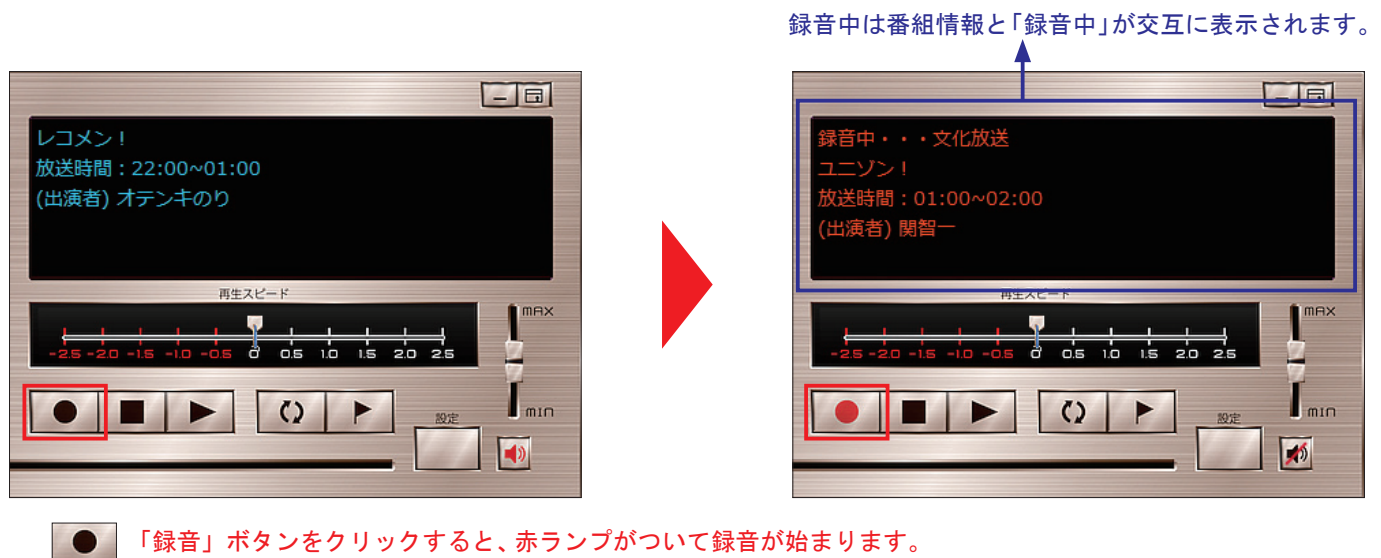 録音中は番組情報と「録音中」が交互に表示されます。
レコメン！
放送時間：22:00~01:00
(出演者) オテンキのり
再生スピード
-2.5 -2.0 -1.5 -1.0 -0.5 0 0.5 1.0 1.5 2.0 2.5
MAX
MIN
設定
録音中・・・文化放送
ユニゾン！
放送時間：01:00~02:00
(出演者) 関智一
再生スピード
-2.5 -2.0 -1.5 -1.0 -0.5 0 0.5 1.0 1.5 2.0 2.5
MAX
MIN
設定
「録音」ボタンをクリックすると、赤ランプがついて録音が始まります。